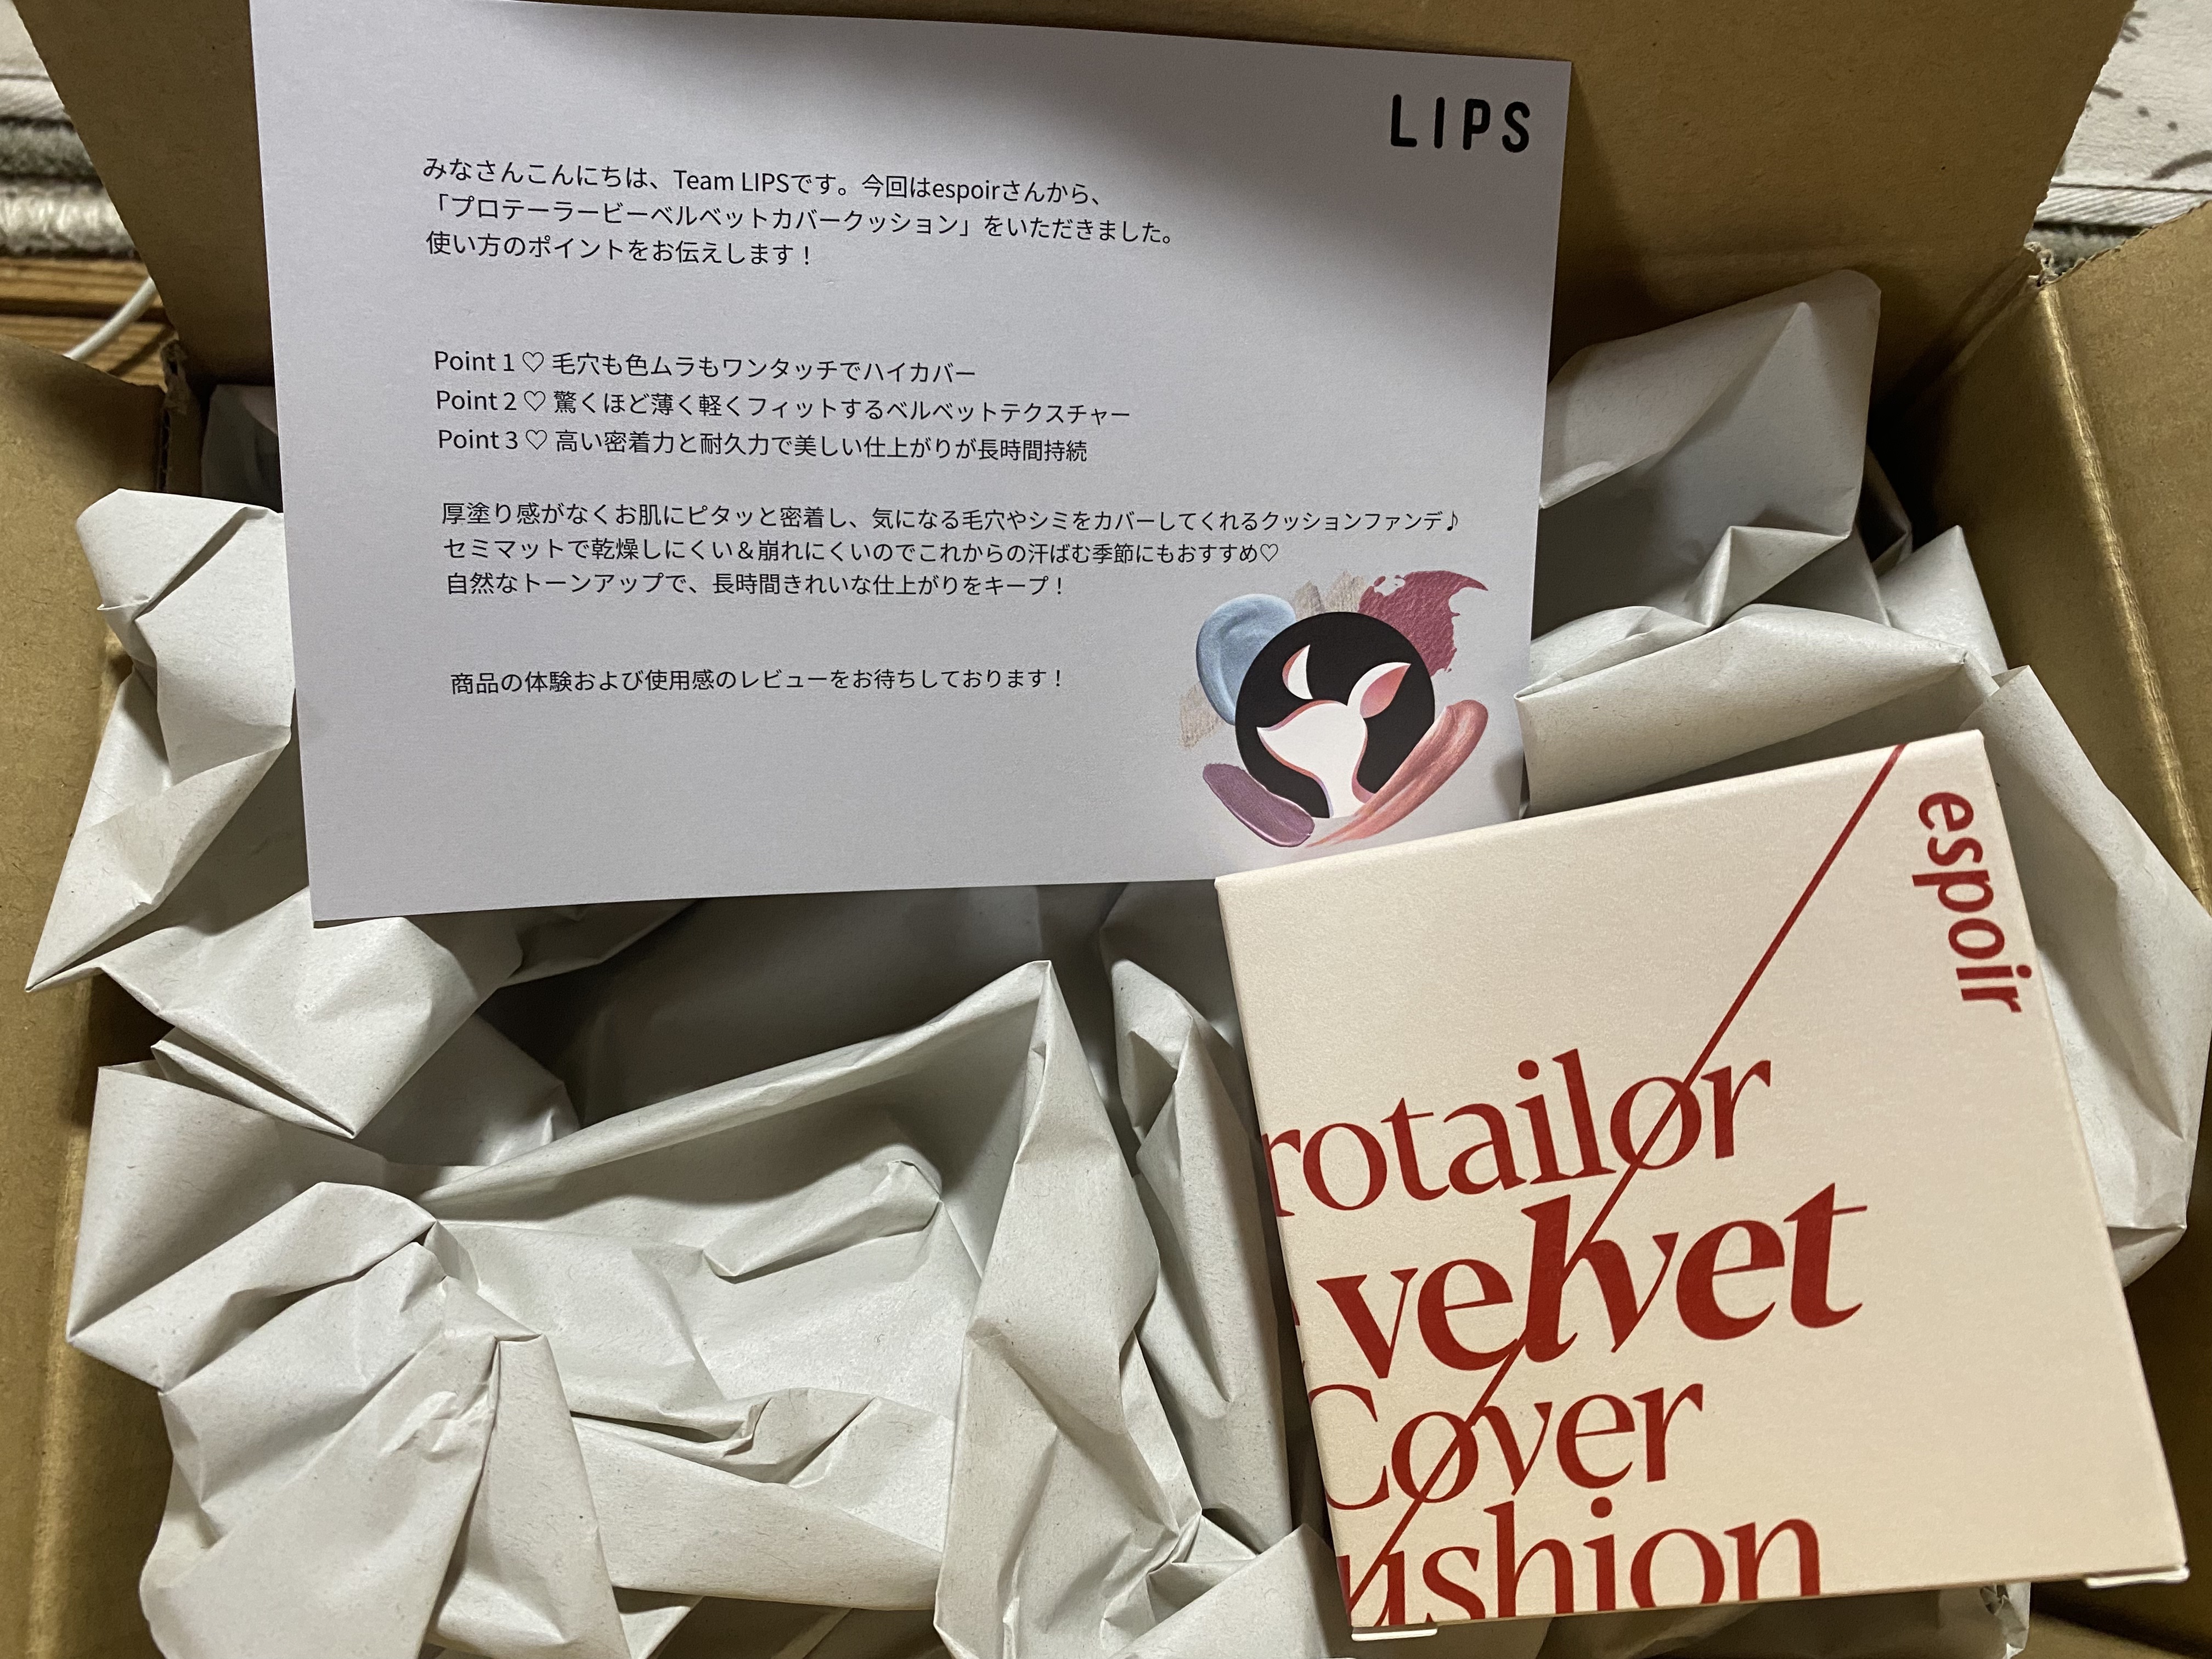 LIPS
みなさんこんにちは、Team LIPSです。今回はespoirさんから、
「プロテーラービーベルベットカバークッション」をいただきました。
使い方のポイントをお伝えします！
Point 1 ♡ 毛穴も色ムラもワンタッチでハイカバー
Point 2 ♡ 驚くほど薄く軽くフィットするベルベットテクスチャー
Point 3 ♡ 高い密着力と耐久力で美しい仕上がりが長時間持続
厚塗り感がなくお肌にピタッと密着し、気になる毛穴やシミをカバーしてくれるクッションファンデ♪
セミマットで乾燥しにくい＆崩れにくいのでこれからの汗ばむ季節にもおすすめ♡
自然なトーンアップで、長時間きれいな仕上がりをキープ！
商品の体験および使用感のレビューをお待ちしております！
espoir
rotailor
velvet
Cover
ushion